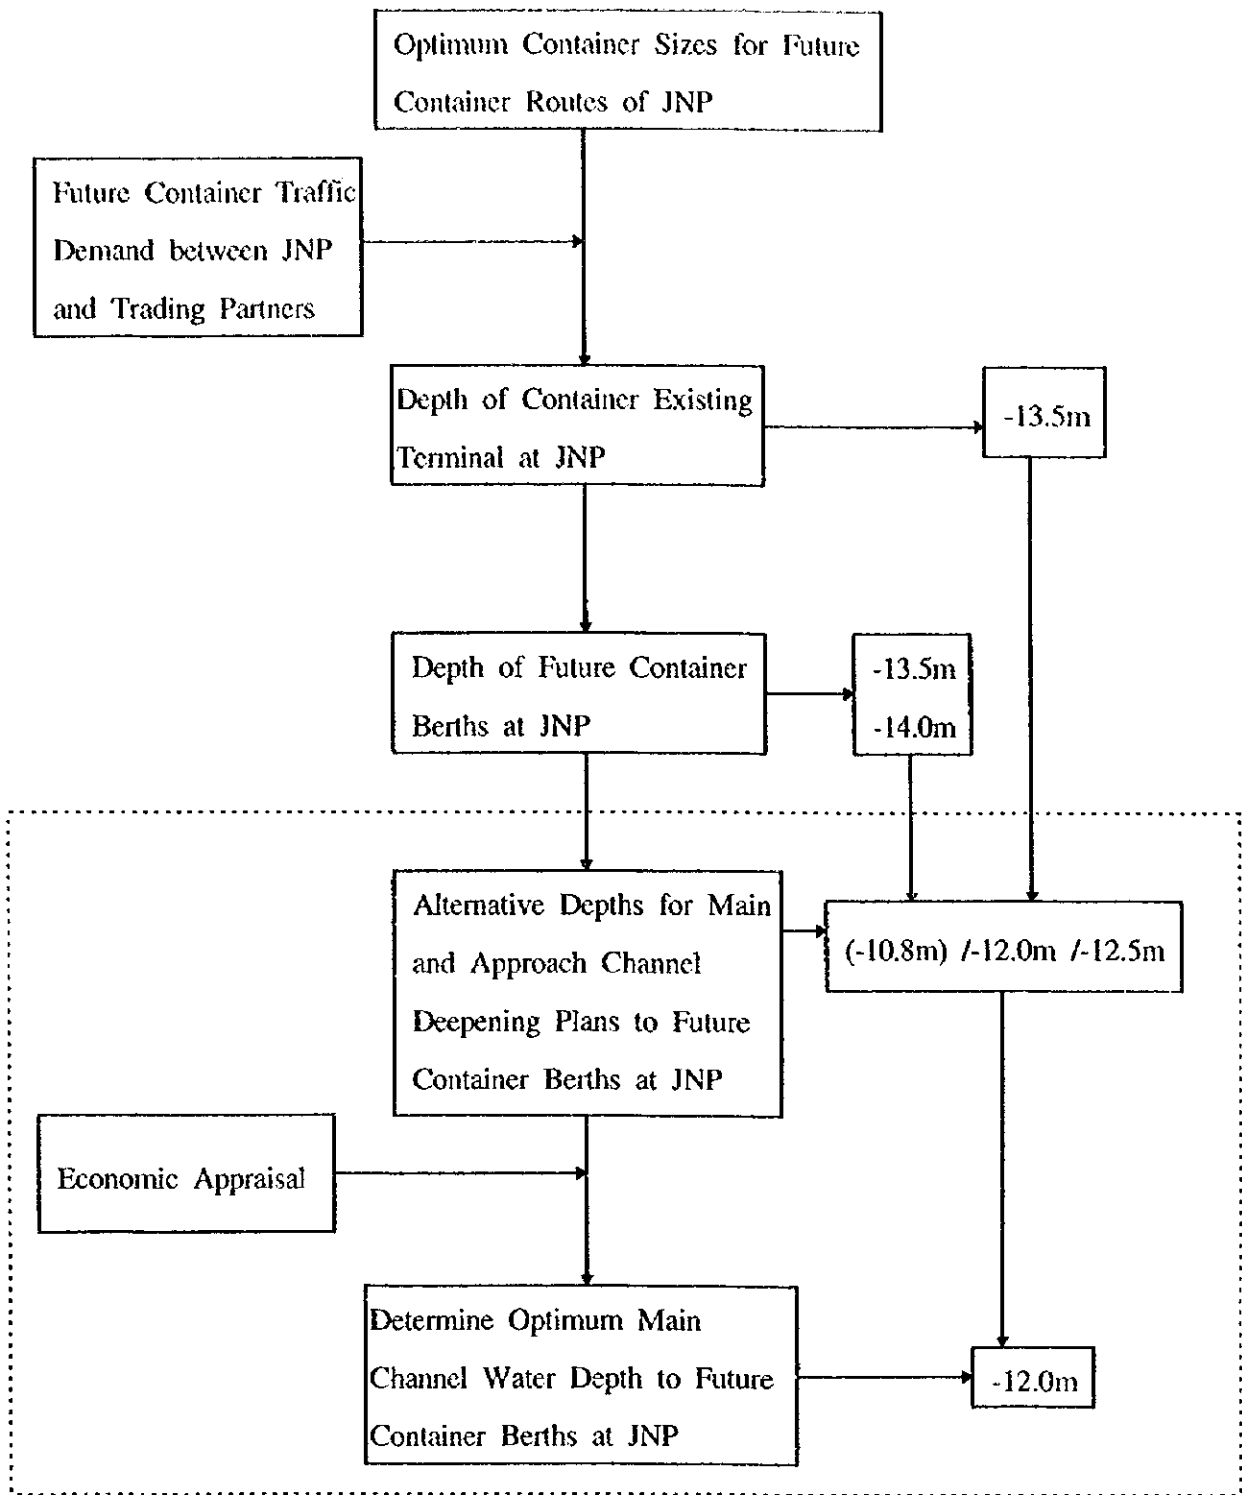 Optimum Container Sizes for Future
Container Routes of JNP
Future Container Traffic
Demand between JNP
and Trading Partners
Depth of Container Existing
Terminal at JNP
-13.5m
Depth of Future Container
Berths at JNP
-13.5m
-14.0m
Alternative Depths for Main
and Approach Channel
Deepening Plans to Future
Container Berths at JNP
(-10.8m) /-12.0m /-12.5m
Economic Appraisal
Determine Optimum Main
Channel Water Depth to Future
Container Berths at JNP
-12.0m